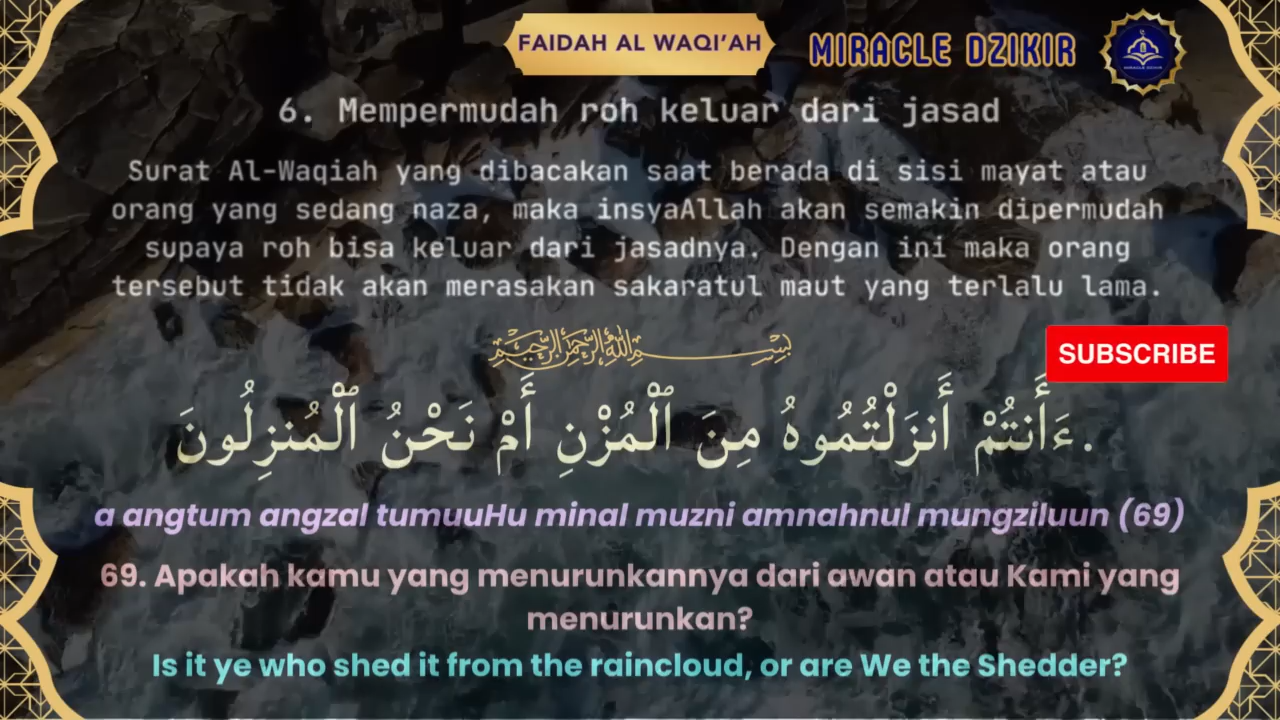 FAIDAH AL WAQI’AH
MIRACLE DZIKIR
MIRACLE DZIKIR
6. Mempermudah roh keluar dari jasad
Surat Al-Waqiah yang dibacakan saat berada di sisi mayat atau
orang yang sedang naza, maka insyaAllah akan semakin dipermudah
supaya roh bisa keluar dari jasadnya. Dengan ini maka orang
tersebut tidak akan merasakan sakaratul maut yang terlalu lama.
بِسْمِ اللَّهِ الرَّحْمَٰنِ الرَّحِيمِ
SUBSCRIBE
ءَأَنتُمْ أَنزَلْتُمُوهُ مِنَ ٱلْمُزْنِ أَمْ نَحْنُ ٱلْمُنزِلُونَ.
a angtum angzal tumuuHu minal muzni amnahnul mungziluun (69)
69. Apakah kamu yang menurunkannya dari awan atau Kami yang
menurunkan?
Is it ye who shed it from the raincloud, or are We the Shedder?